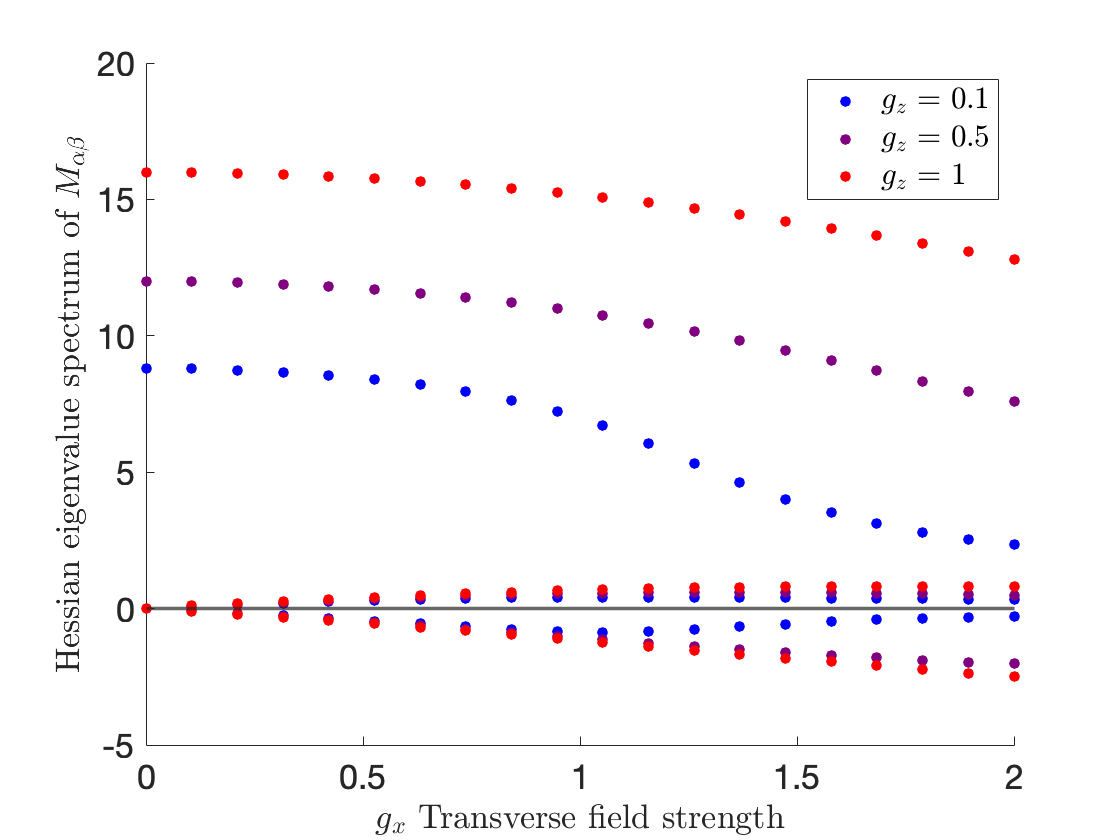 20
15
10
5
0
-5
0
0.5
1
1.5
2
Hessian eigenvalue spectrum of $M_{\alpha\beta}$
$g_x$ Transverse field strength
$g_z = 0.1$
$g_z = 0.5$
$g_z = 1$